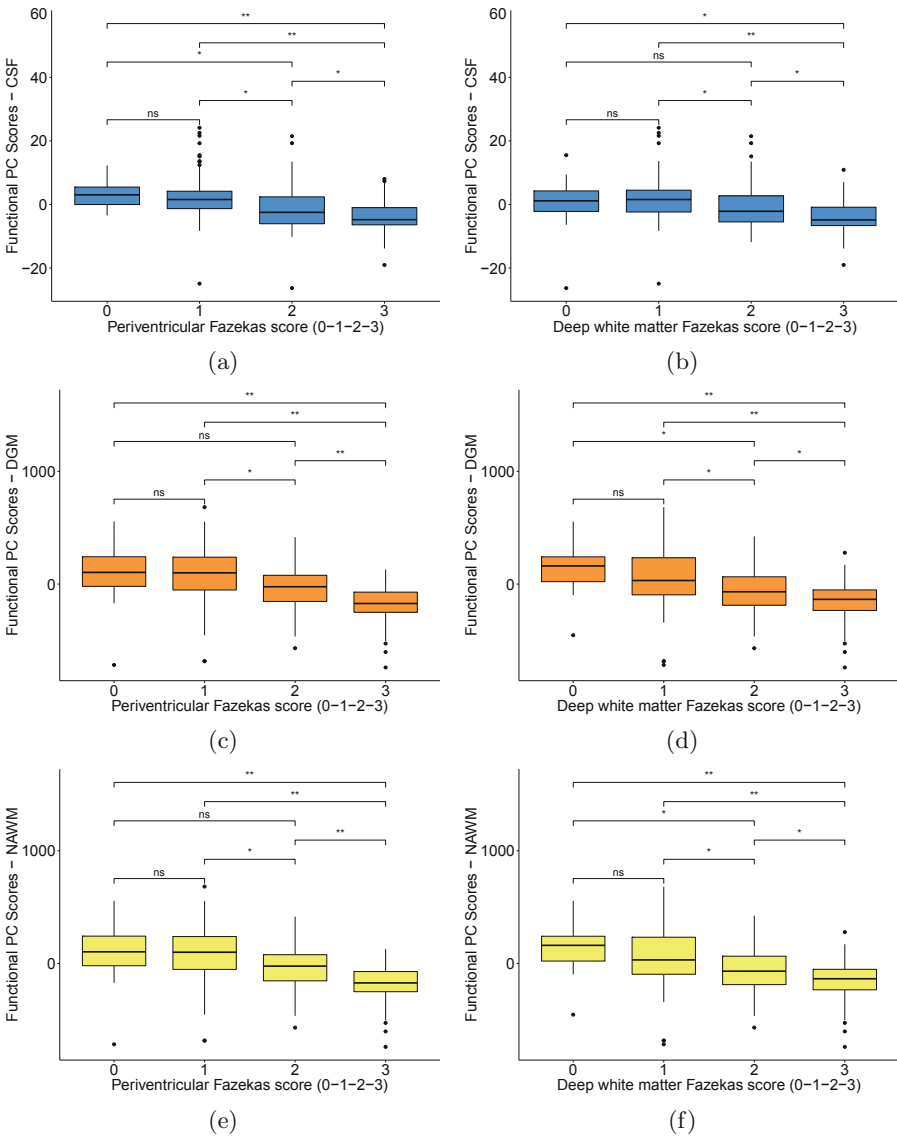 Functional PC Scores − CSF
60
40
20
0
−20
**
**
*
*
*
ns
0 1 2 3
Periventricular Fazekas score (0−1−2−3)
(a)
Functional PC Scores − CSF
60
40
20
0
−20
*
**
ns
*
*
ns
0 1 2 3
Deep white matter Fazekas score (0−1−2−3)
(b)
Functional PC Scores − DGM
1000
0
**
**
ns
**
*
ns
0 1 2 3
Periventricular Fazekas score (0−1−2−3)
(c)
Functional PC Scores − DGM
1000
0
**
**
*
*
*
ns
0 1 2 3
Deep white matter Fazekas score (0−1−2−3)
(d)
Functional PC Scores − NAWM
1000
0
**
**
ns
**
*
ns
0 1 2 3
Periventricular Fazekas score (0−1−2−3)
(e)
Functional PC Scores − NAWM
1000
0
**
**
*
*
*
ns
0 1 2 3
Deep white matter Fazekas score (0−1−2−3)
(f)